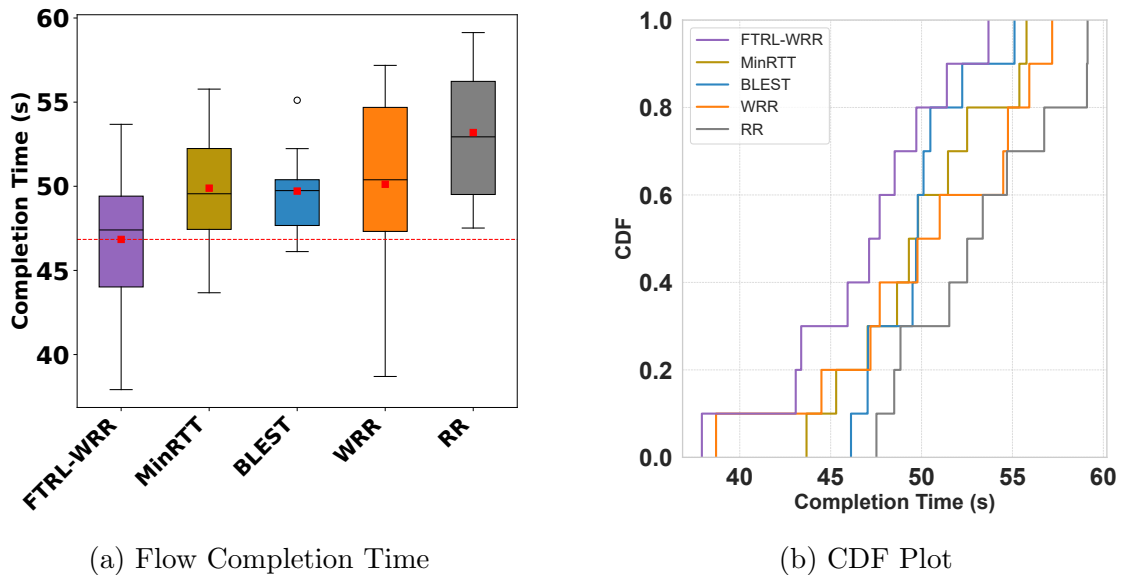 60
55
50
45
40
Completion Time (s)
FTRL-WRR
MinRTT
BLEST
WRR
RR
(a) Flow Completion Time
1.0
0.8
0.6
0.4
0.2
0.0
CDF
FTRL-WRR
MinRTT
BLEST
WRR
RR
40 45 50 55 60
Completion Time (s)
(b) CDF Plot